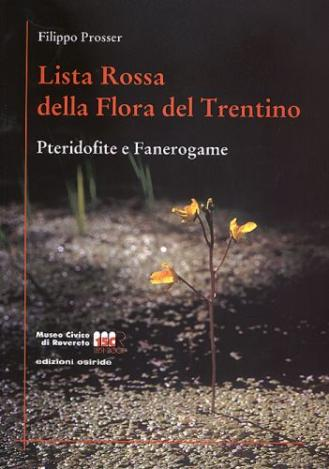 Filippo Prosser
Lista Rossa
della Flora del Trentino
Pteridofite e Fanerogame
Museo Civico
di Rovereto
edizioni osiride